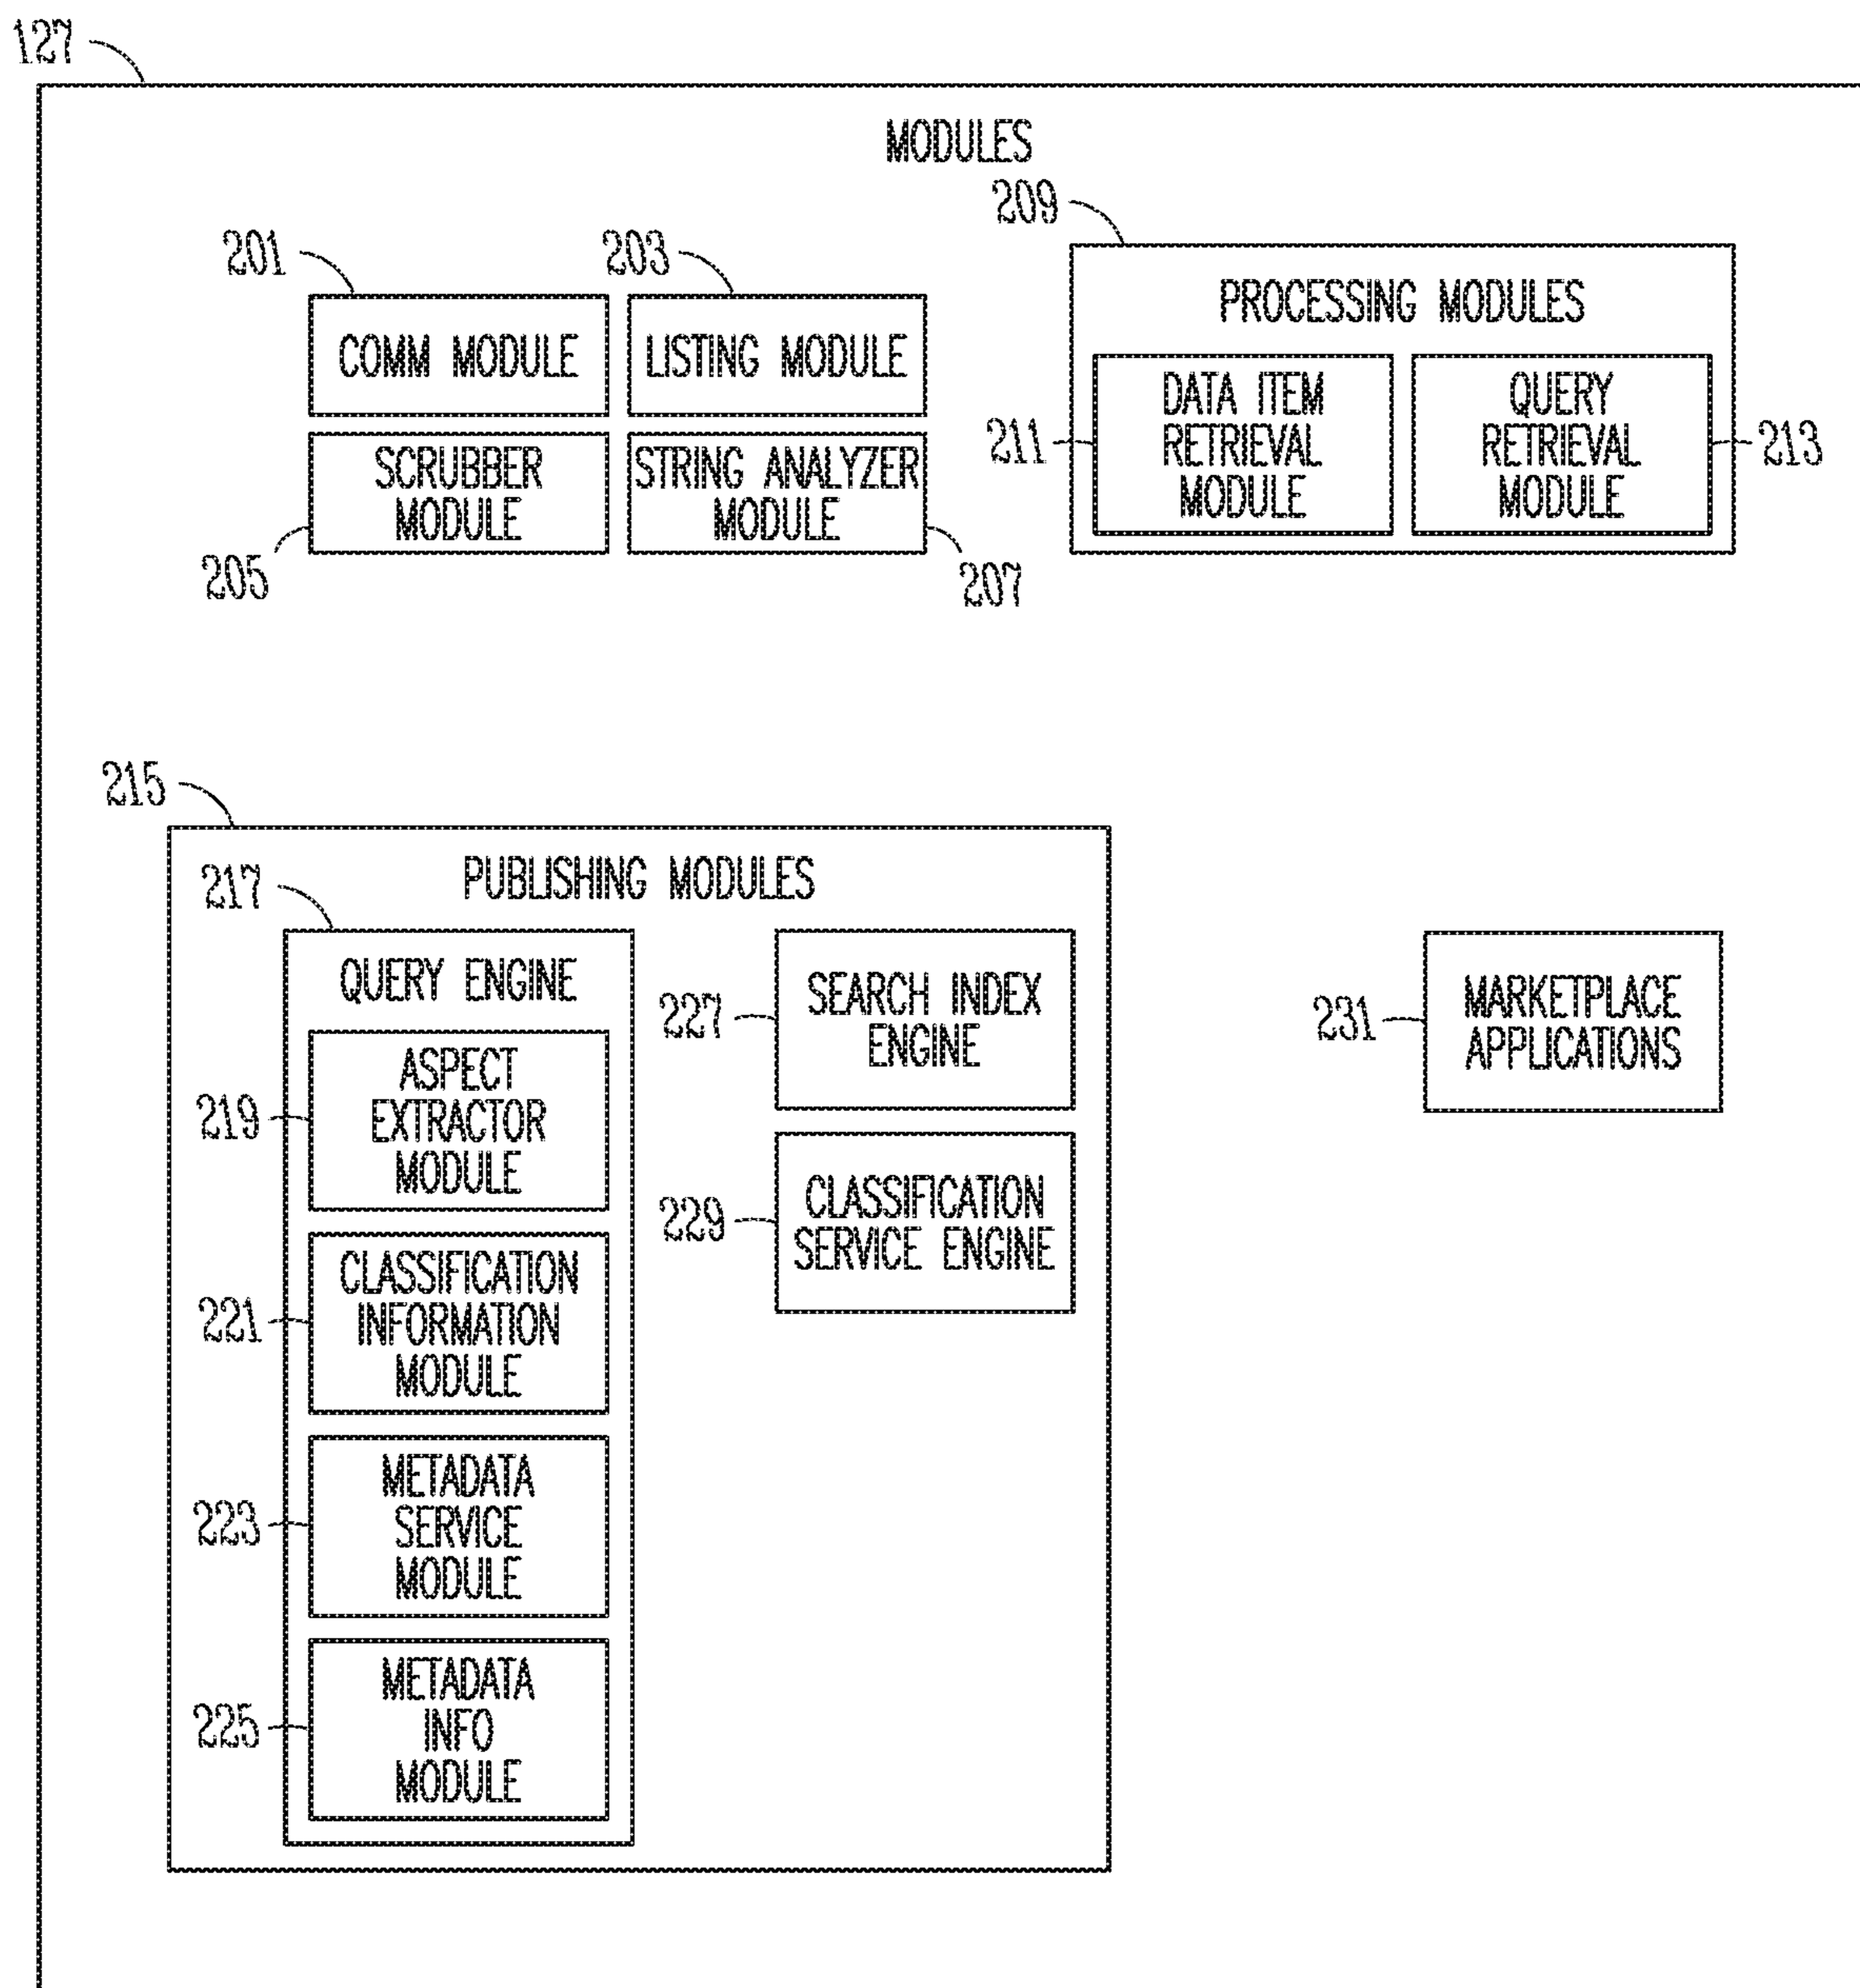 127
MODULES
201
203
209
COMM MODULE
LISTING MODULE
PROCESSING MODULES
SCRUBBER
MODULE
STRING ANALYZER
MODULE
205
207
211
DATA ITEM
RETRIEVAL
MODULE
QUERY
RETRIEVAL
MODULE
213
215
PUBLISHING MODULES
217
QUERY ENGINE
219
ASPECT
EXTRACTOR
MODULE
221
CLASSIFICATION
INFORMATION
MODULE
223
METADATA
SERVICE
MODULE
225
METADATA
INFO
MODULE
227
SEARCH INDEX
ENGINE
229
CLASSIFICATION
SERVICE ENGINE
231
MARKETPLACE
APPLICATIONS